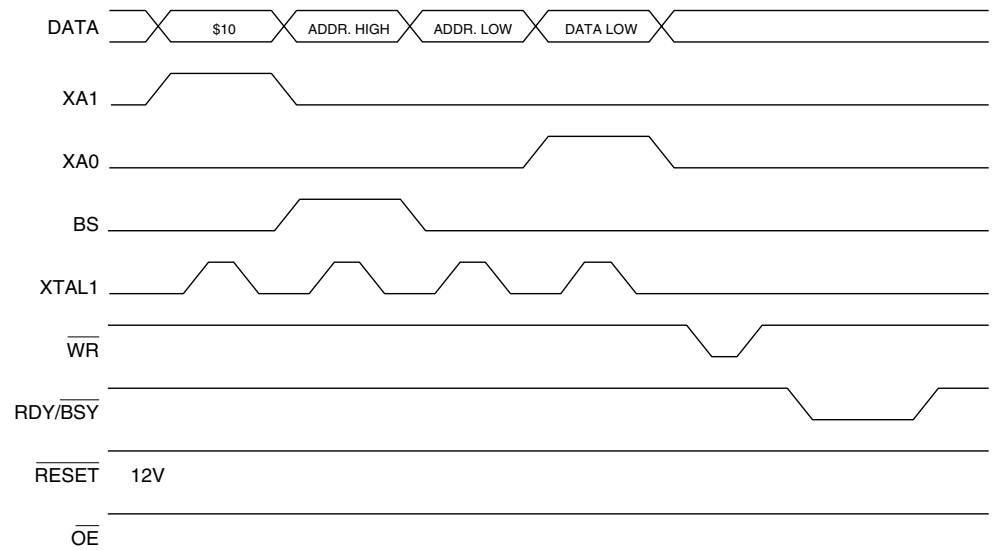 DATA $10 ADDR. HIGH ADDR. LOW DATA LOW
XA1
XA0
BS
XTAL1
WR
RDY/BSY
RESET 12V
OE